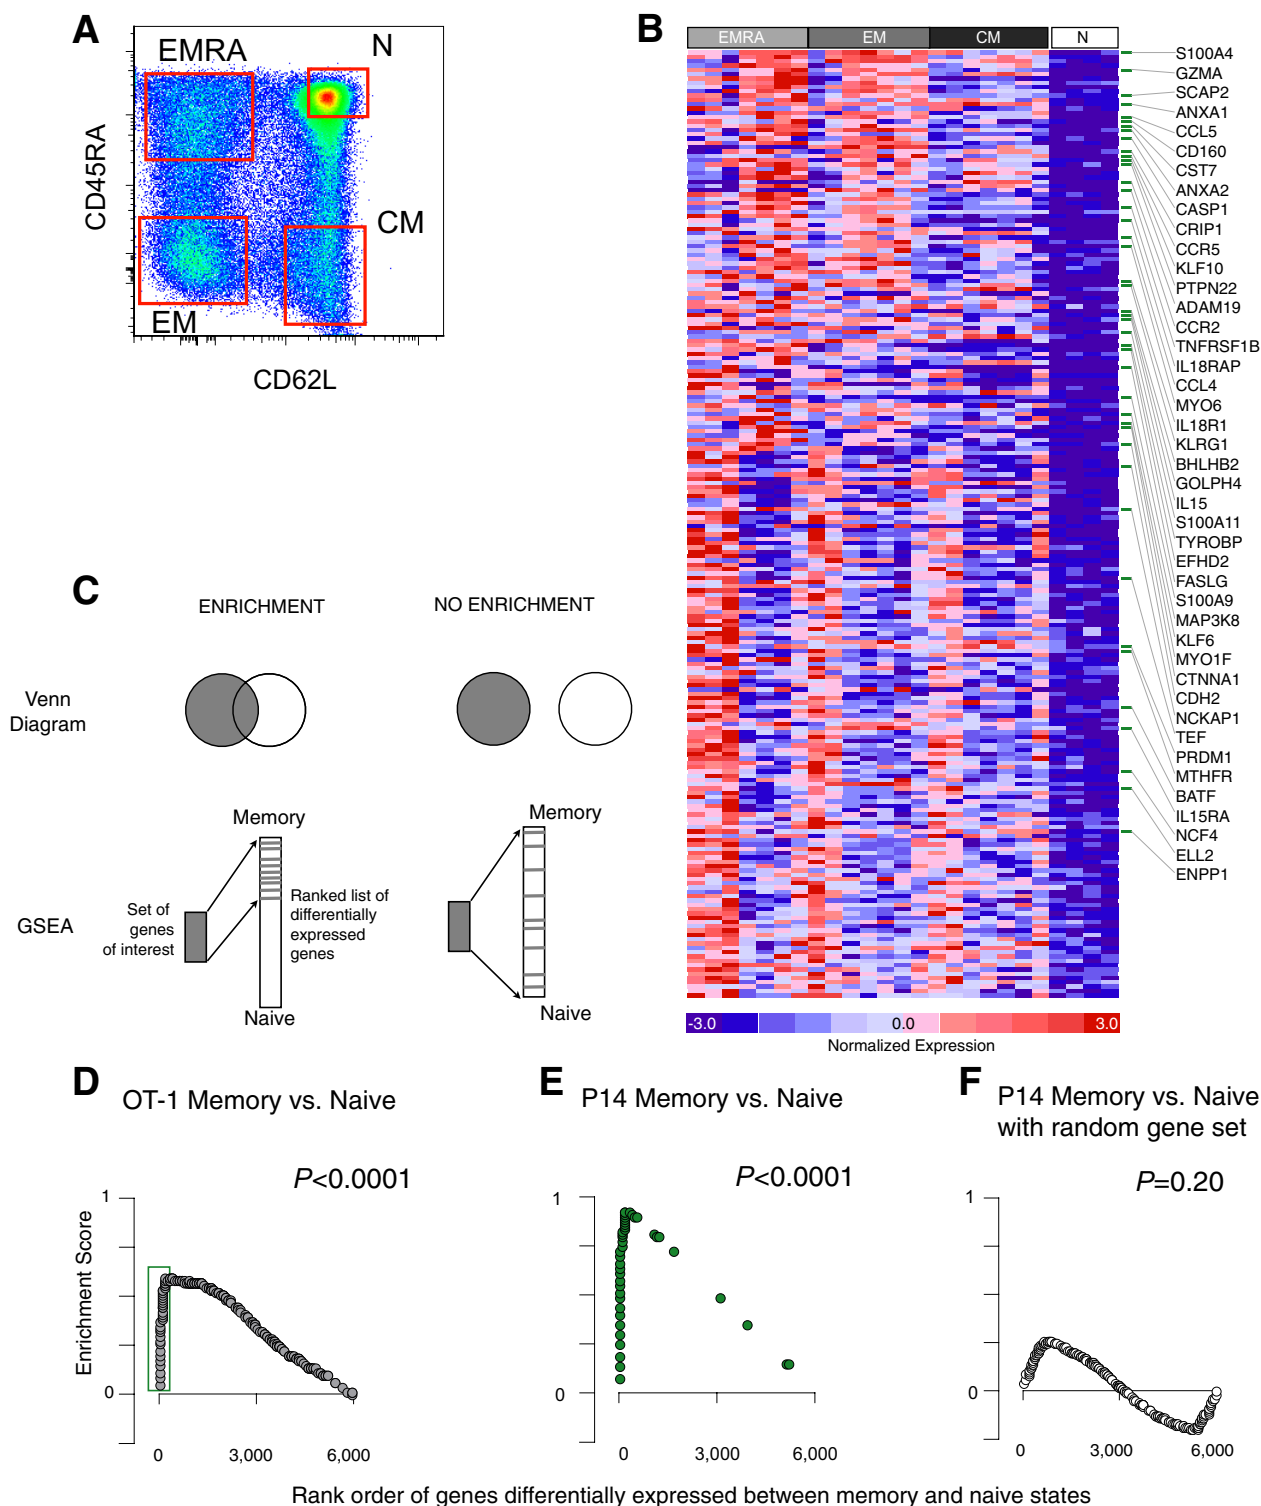 A
EMRA
N
CM
EM
CD45RA
CD62L
B
EMRA
EM
CM
N
S100A4
GZMA
SCAP2
ANXA1
CCL5
CD160
CST7
ANXA2
CASP1
CRIP1
CCR5
KLF10
PTPN22
ADAM19
CCR2
TNFRSF1B
IL18RAP
CCL4
MYO6
IL18R1
KLRG1
BHLHB2
GOLPH4
IL15
S100A11
TYROBP
EFHD2
FASLG
S100A9
MAP3K8
KLF6
MYO1F
CTNNA1
CDH2
NCKAP1
TEF
PRDM1
MTHFR
BATF
IL15RA
NCF4
ELL2
ENPP1
-3.0
0.0
3.0
Normalized Expression
C
ENRICHMENT
NO ENRICHMENT
Venn
Diagram
GSEA
Memory
Set of
genes
of interest
Ranked list of
differentially
expressed
genes
Naive
Memory
Naive
D
OT-1 Memory vs. Naive
P<0.0001
1
Enrichment Score
0
0
3,000
6,000
E
P14 Memory vs. Naive
P<0.0001
1
0
0
3,000
6,000
F
P14 Memory vs. Naive
with random gene set
P=0.20
1
0
0
3,000
6,000
Rank order of genes differentially expressed between memory and naive states